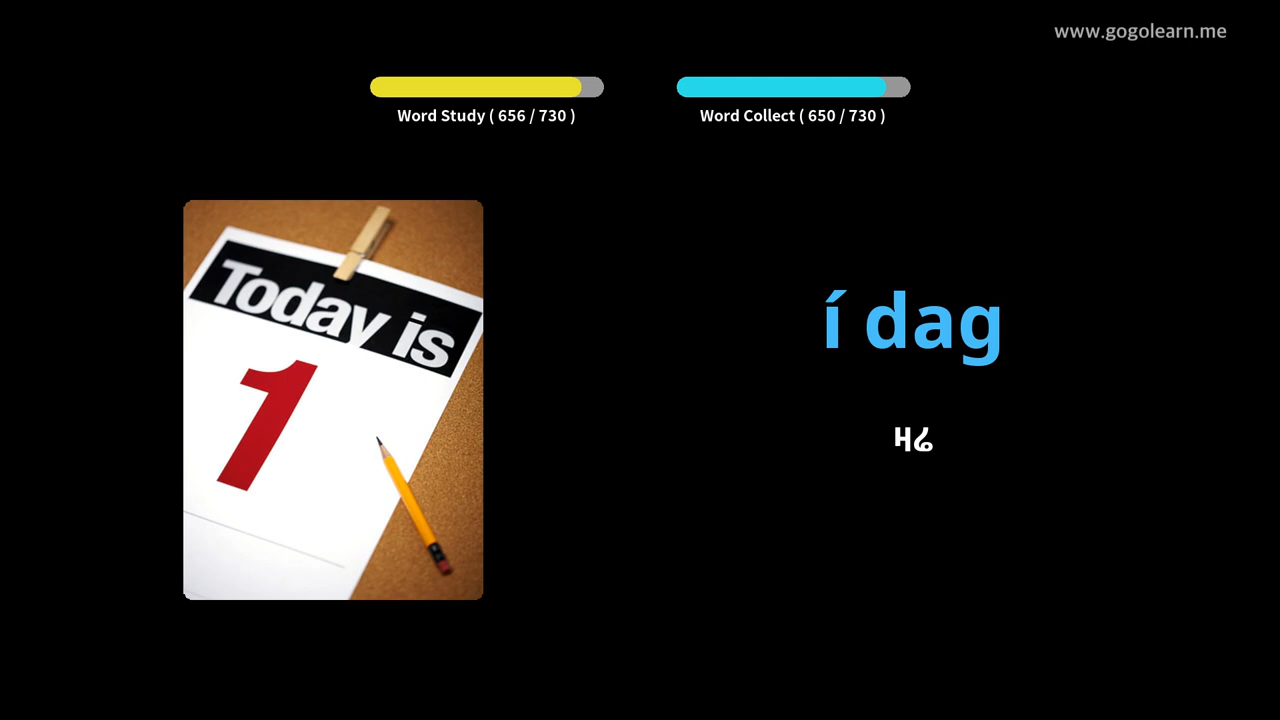 www.gogolearn.me
Word Study ( 656 / 730 )
Word Collect ( 650 / 730 )
Today is
1
í dag
ዛሬ